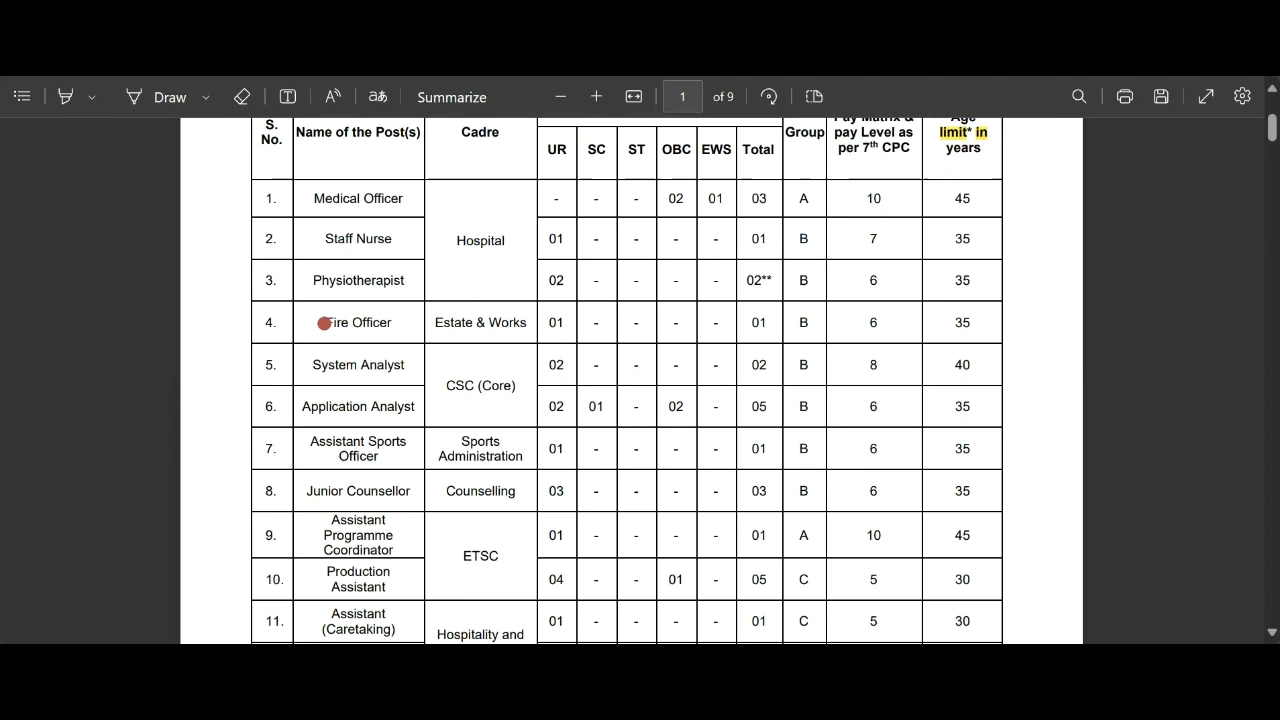 Draw
aあ
Summarize
1 of 9
S. No. Name of the Post(s) Cadre UR SC ST OBC EWS Total Group Pay Matrix & pay Level as per 7th CPC Age limit* in years
1. Medical Officer Hospital - - - 02 01 03 A 10 45
2. Staff Nurse 01 - - - - 01 B 7 35
3. Physiotherapist 02 - - - - 02** B 6 35
4. Fire Officer Estate & Works 01 - - - - 01 B 6 35
5. System Analyst CSC (Core) 02 - - - - 02 B 8 40
6. Application Analyst 02 01 - 02 - 05 B 6 35
7. Assistant Sports Officer Sports Administration 01 - - - - 01 B 6 35
8. Junior Counsellor Counselling 03 - - - - 03 B 6 35
9. Assistant Programme Coordinator ETSC 01 - - - - 01 A 10 45
10. Production Assistant 04 - - 01 - 05 C 5 30
11. Assistant (Caretaking) Hospitality and 01 - - - - 01 C 5 30